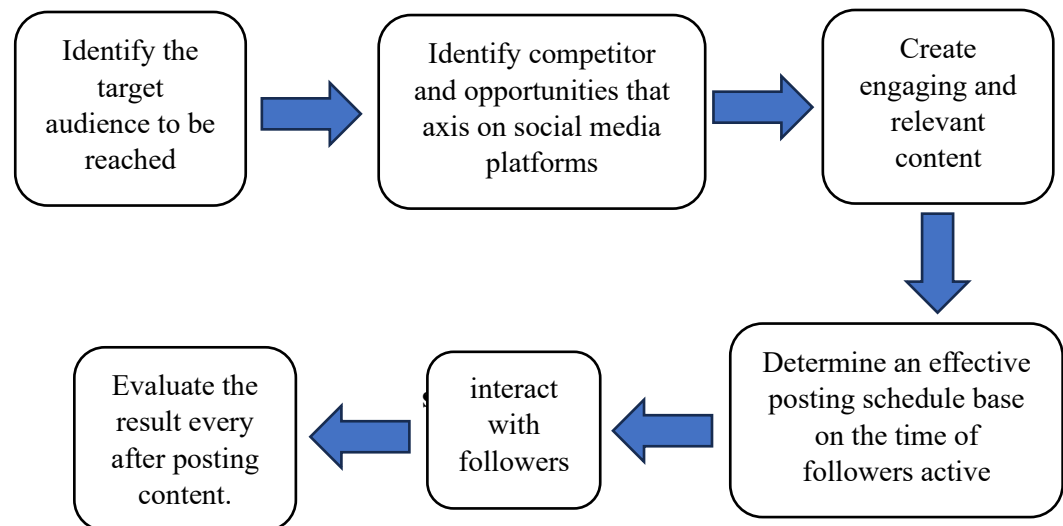 Identify the
target
audience to be
reached
Identify competitor
and opportunities that
axis on social media
platforms
Create
engaging and
relevant
content
Determine an effective
posting schedule base
on the time of
followers active
interact
with
followers
Evaluate the
result every
after posting
content.